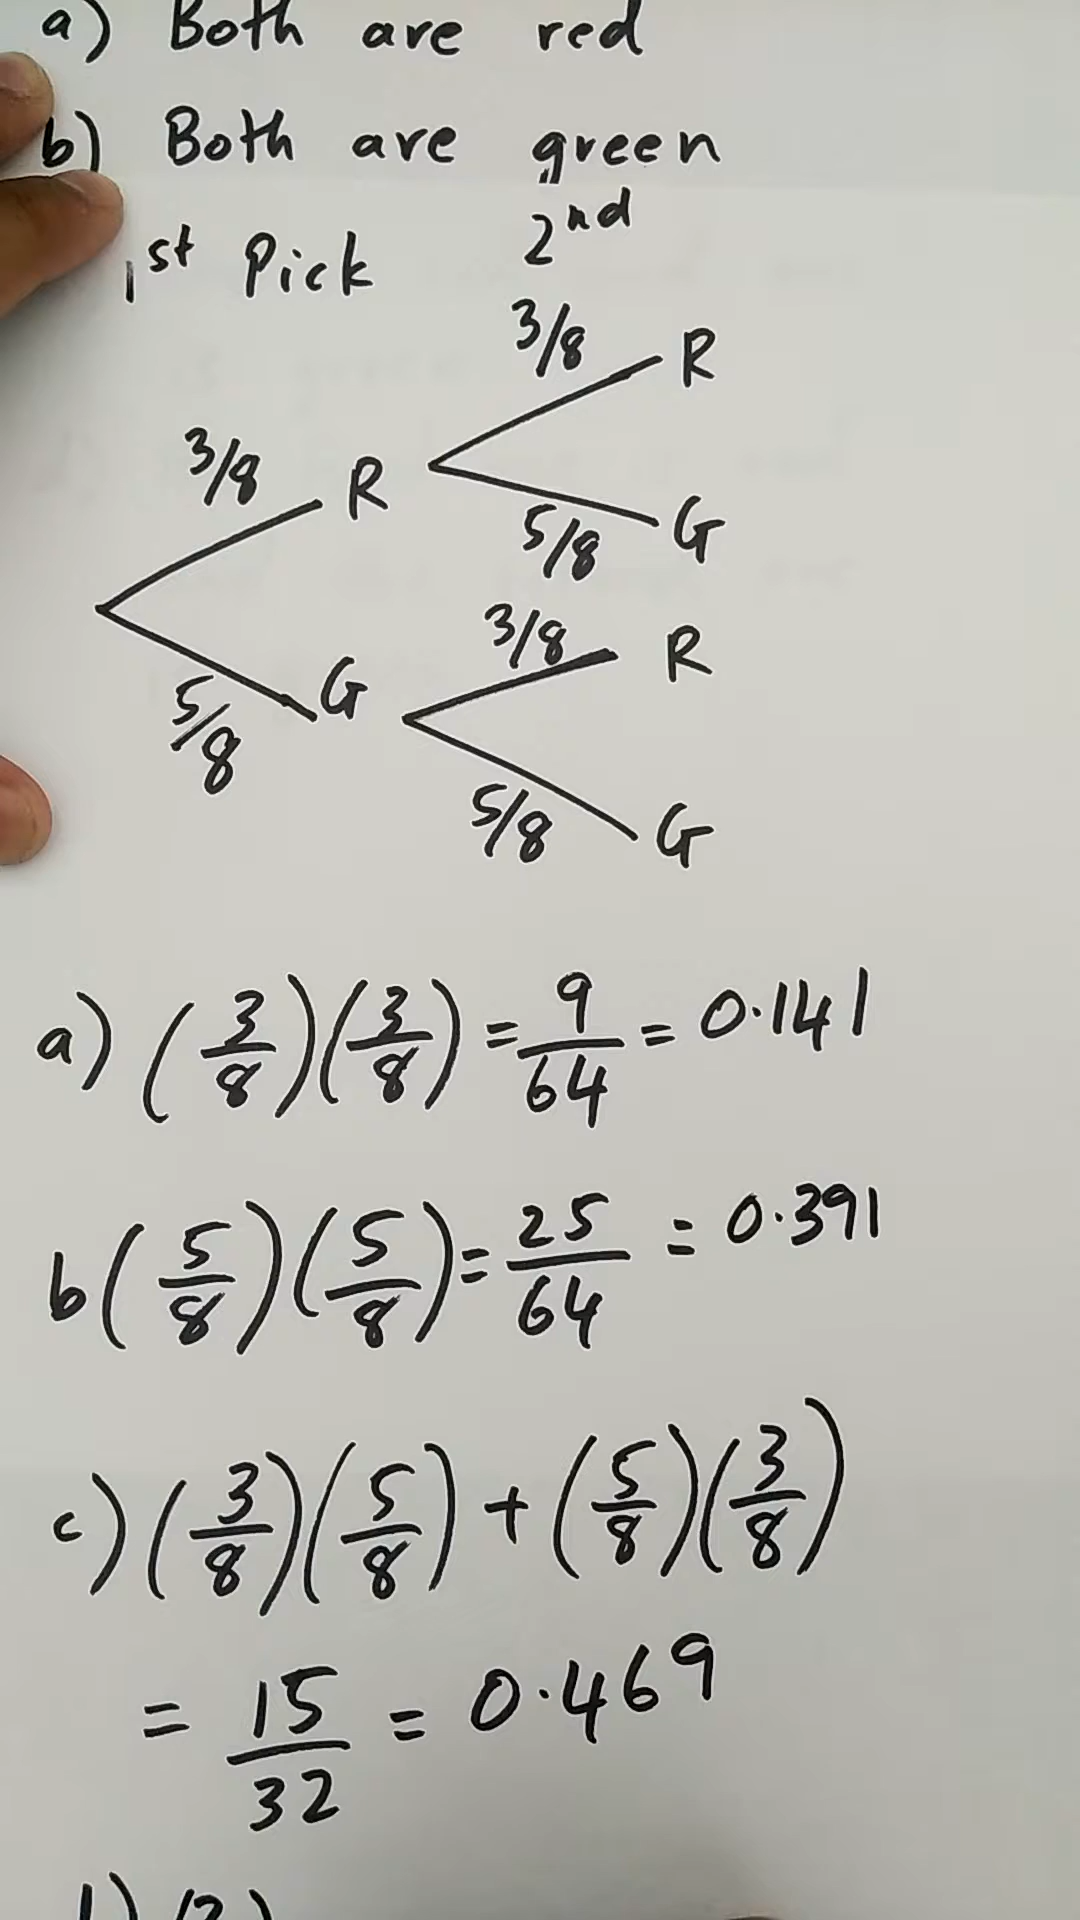 a) Both are red
b) Both are green
1st Pick 2nd
3/8 R
3/8 R
5/8 G
3/8 R
5/8 G
5/8 G
a) (3/8)(3/8) = 9/64 = 0.141
b (5/8)(5/8) = 25/64 = 0.391
c) (3/8)(5/8) + (5/8)(3/8)
= 15/32 = 0.469